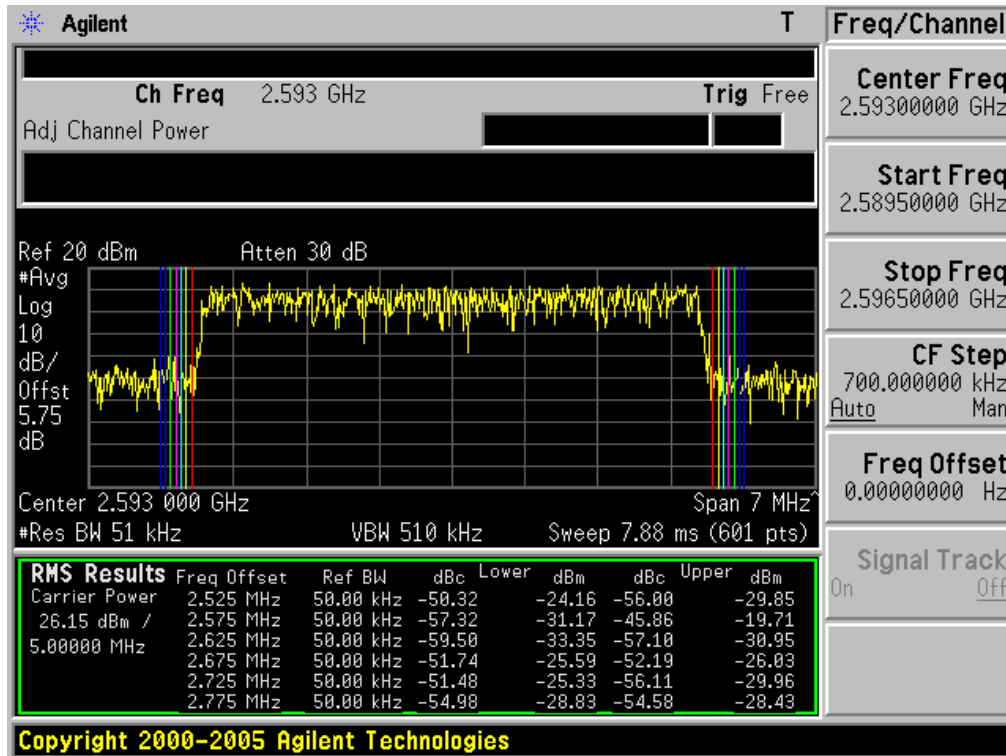 Agilent T
Ch Freq 2.593 GHz Trig Free
Adj Channel Power
Ref 20 dBm Atten 30 dB
#Avg
Log
10
dB/
Offst
5.75
dB
Center 2.593 000 GHz Span 7 MHz^
#Res BW 51 kHz VBW 510 kHz Sweep 7.88 ms (601 pts)
RMS Results Freq Offset Ref BW dBc Lower dBm dBc Upper dBm
Carrier Power 2.525 MHz 50.00 kHz -50.32 -24.16 -56.00 -29.85
26.15 dBm / 2.575 MHz 50.00 kHz -57.32 -31.17 -45.86 -19.71
5.00000 MHz 2.625 MHz 50.00 kHz -59.50 -33.35 -57.10 -30.95
2.675 MHz 50.00 kHz -51.74 -25.59 -52.19 -26.03
2.725 MHz 50.00 kHz -51.48 -25.33 -56.11 -29.96
2.775 MHz 50.00 kHz -54.98 -28.83 -54.58 -28.43
Copyright 2000-2005 Agilent Technologies
Freq/Channel
Center Freq
2.59300000 GHz
Start Freq
2.58950000 GHz
Stop Freq
2.59650000 GHz
CF Step
700.000000 kHz
Auto Man
Freq Offset
0.00000000 Hz
Signal Track
On Off